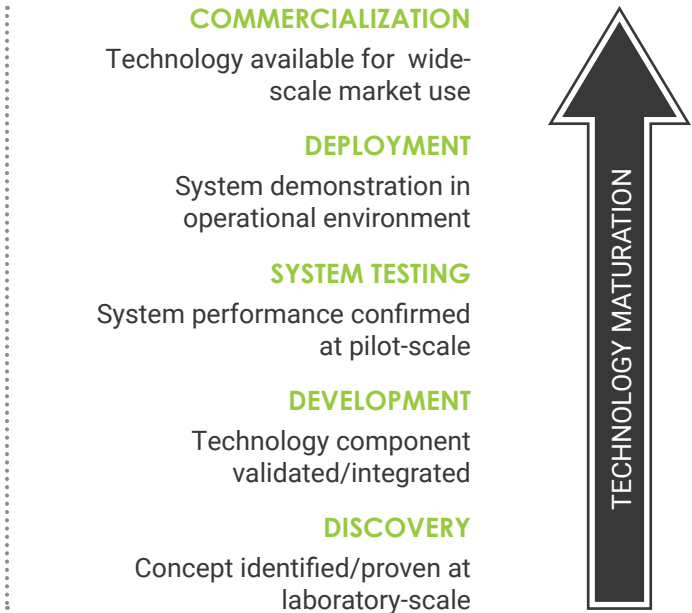 COMMERCIALIZATION
Technology available for wide-
scale market use
DEPLOYMENT
System demonstration in
operational environment
SYSTEM TESTING
System performance confirmed
at pilot-scale
DEVELOPMENT
Technology component
validated/integrated
DISCOVERY
Concept identified/proven at
laboratory-scale
TECHNOLOGY MATURATION